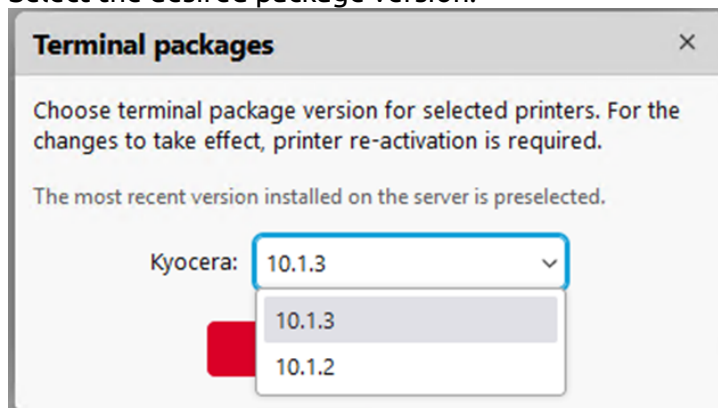 Select the desired package version.
Terminal packages
Choose terminal package version for selected printers. For the
changes to take effect, printer re-activation is required.
The most recent version installed on the server is preselected.
Kyocera: 10.1.3
10.1.3
10.1.2